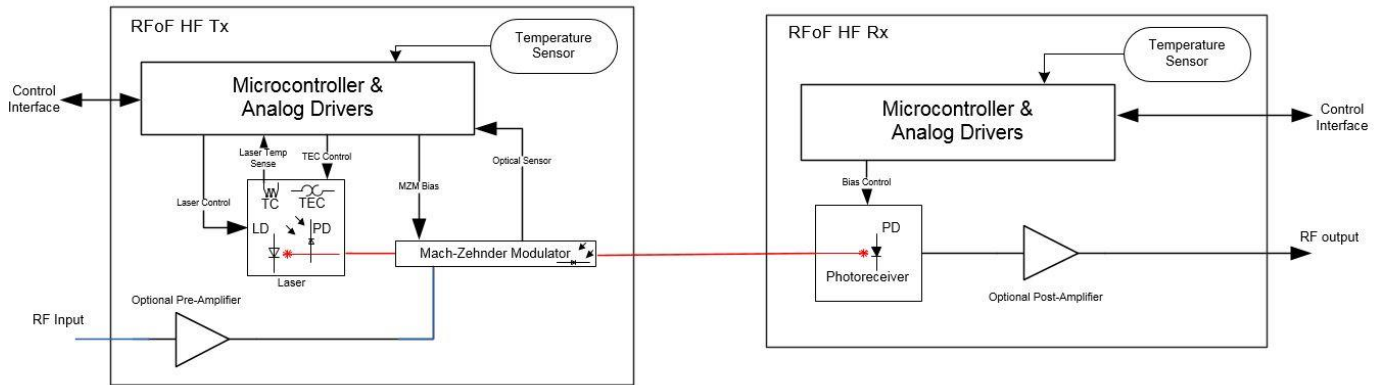 RFoF HF Tx
Temperature
Sensor
Microcontroller &
Analog Drivers
Control
Interface
Laser Temp
Sense
TEC Control
Optical Sensor
MZM Bias
Laser Control
TC
TEC
LD
PD
Laser
Mach-Zehnder Modulator
Optional Pre-Amplifier
RF Input
RFoF HF Rx
Temperature
Sensor
Microcontroller &
Analog Drivers
Control
Interface
Bias Control
PD
Photoreceiver
Optional Post-Amplifier
RF output